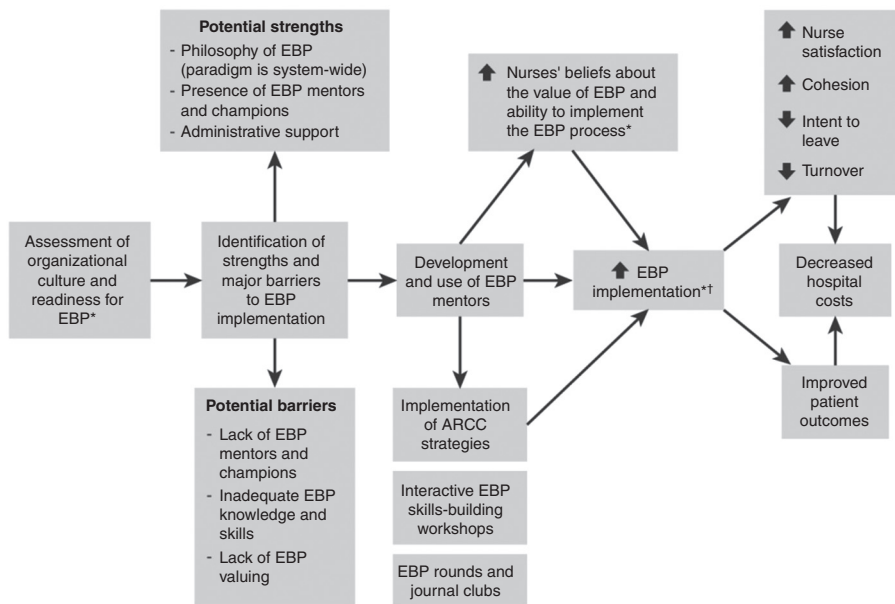 Potential strengths
- Philosophy of EBP
(paradigm is system-wide)
- Presence of EBP mentors
and champions
- Administrative support
Nurses' beliefs about
the value of EBP and
ability to implement
the EBP process*
Nurse
satisfaction
Cohesion
Intent to
leave
Turnover
Assessment of
organizational
culture and
readiness for
EBP*
Identification of
strengths and
major barriers
to EBP
implementation
Development
and use of EBP
mentors
EBP
implementation*†
Decreased
hospital
costs
Potential barriers
- Lack of EBP
mentors and
champions
- Inadequate EBP
knowledge and
skills
- Lack of EBP
valuing
Implementation
of ARCC
strategies
Interactive EBP
skills-building
workshops
EBP rounds and
journal clubs
Improved
patient
outcomes